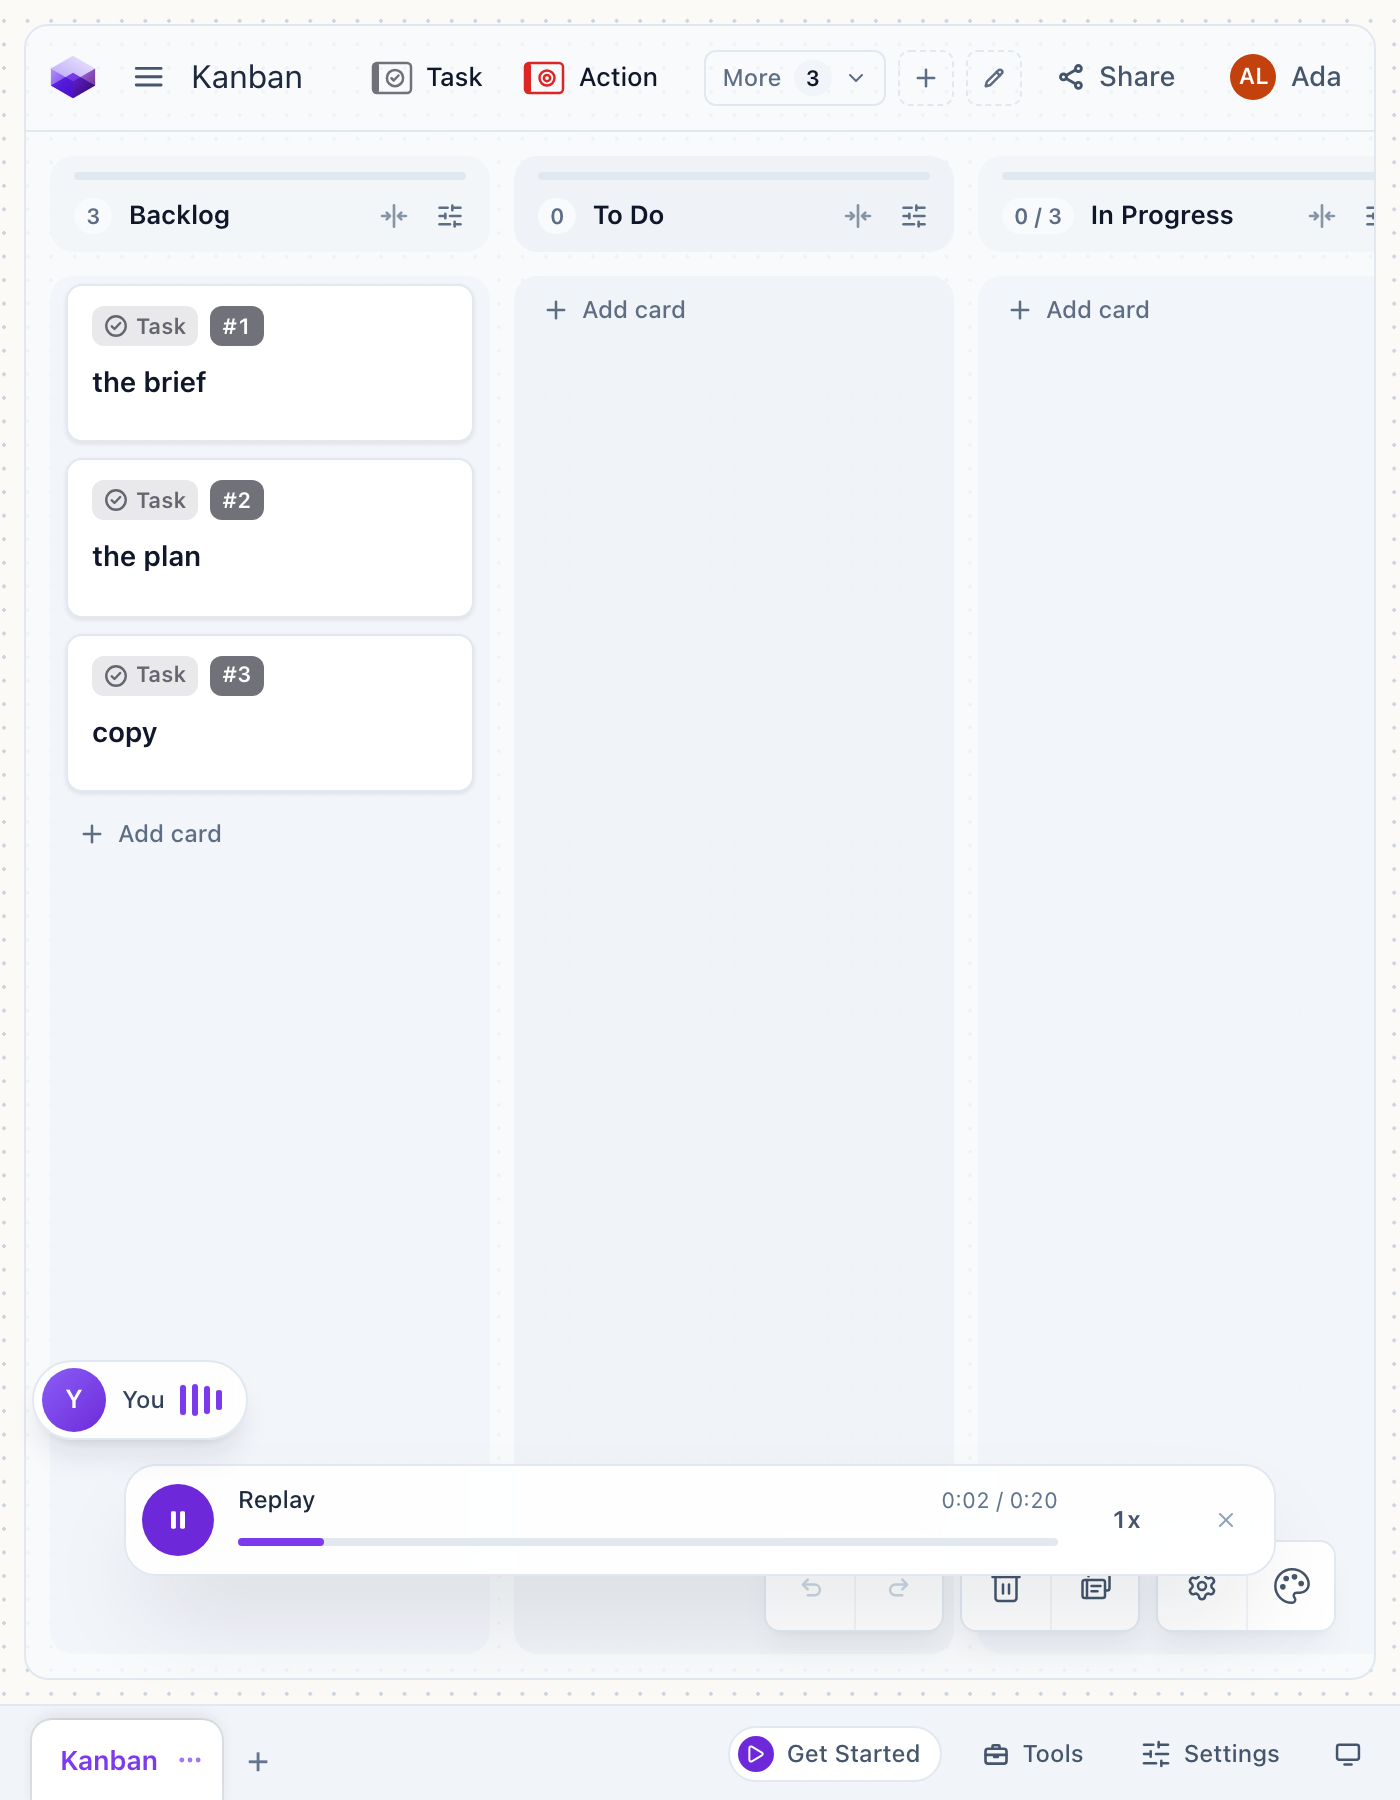 Kanban
Task
Action
More 3
Share
AL
Ada
3 Backlog
0 To Do
0 / 3 In Progress
Task #1
the brief
Task #2
the plan
Task #3
copy
Add card
Add card
Add card
Y You
Replay
0:02 / 0:20
1x
Kanban
Get Started
Tools
Settings